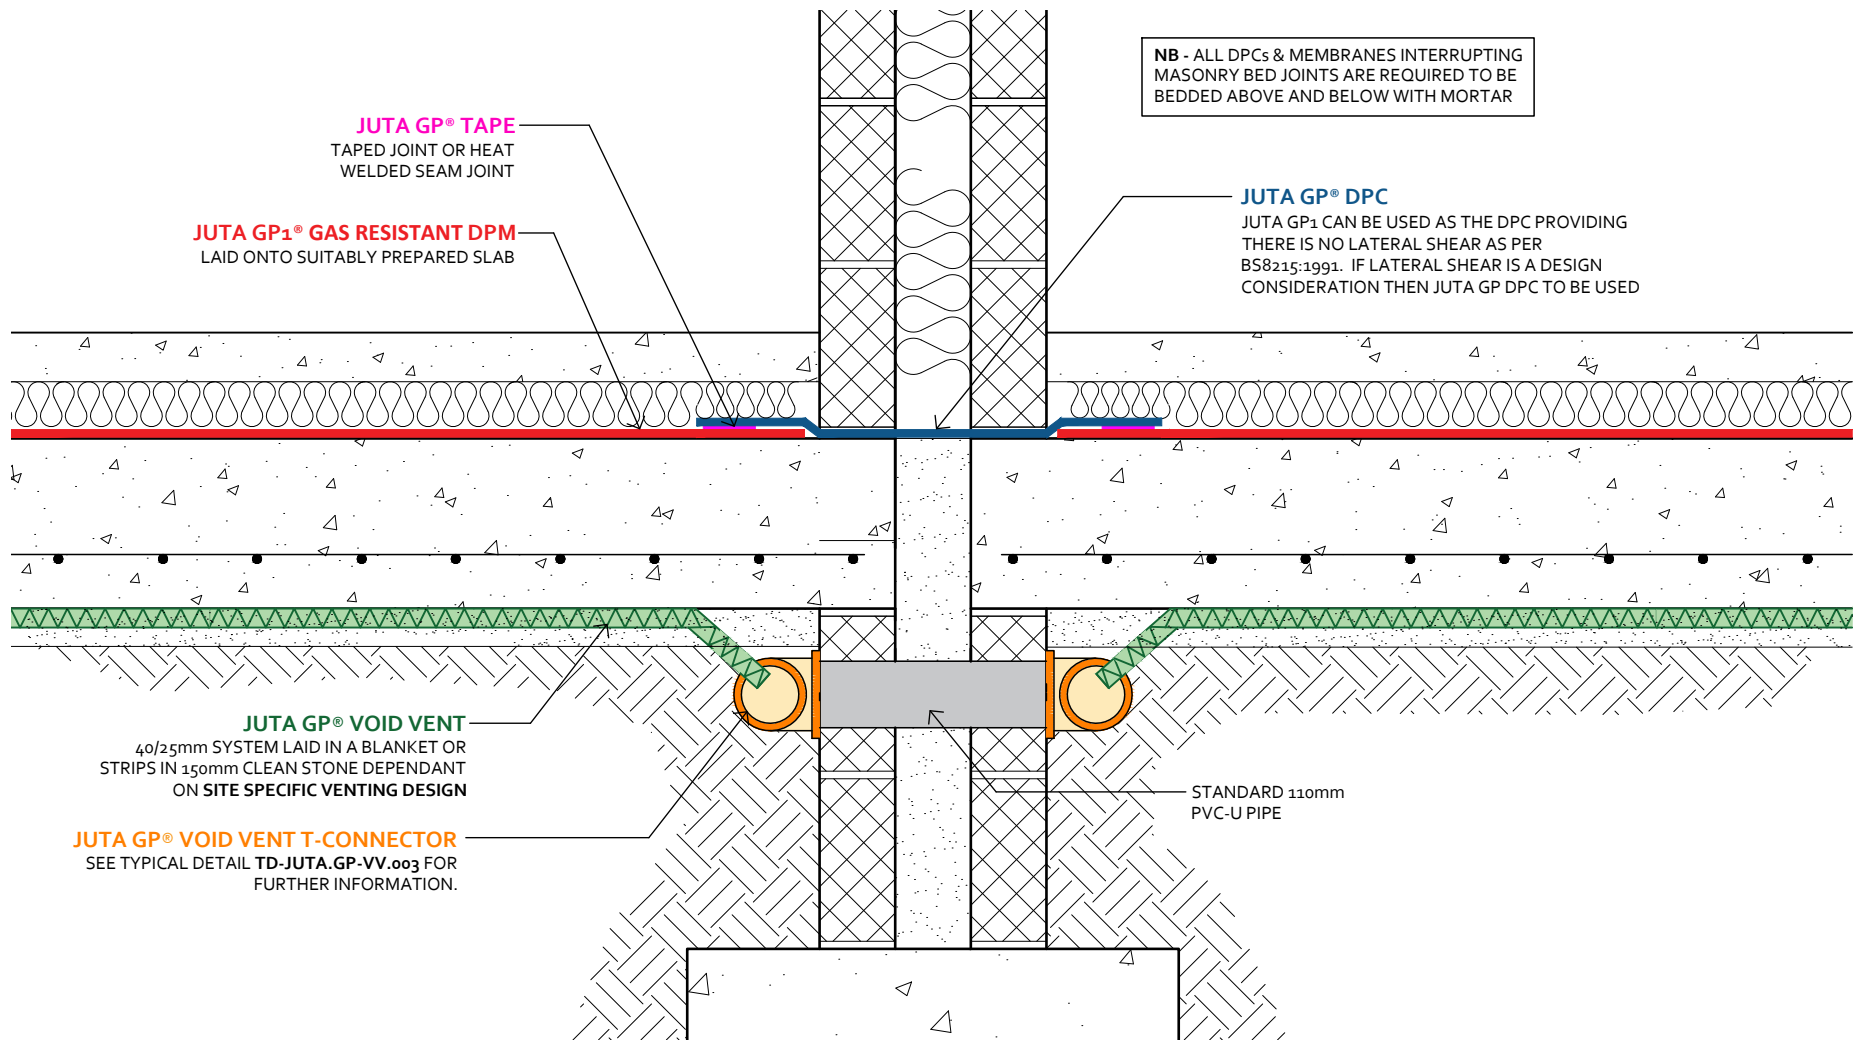 NB - ALL DPCs & MEMBRANES INTERRUPTING
MASONRY BED JOINTS ARE REQUIRED TO BE
BEDDED ABOVE AND BELOW WITH MORTAR
JUTA GP® TAPE
TAPED JOINT OR HEAT
WELDED SEAM JOINT
JUTA GP® DPC
JUTA GP1 CAN BE USED AS THE DPC PROVIDING
THERE IS NO LATERAL SHEAR AS PER
BS8215:1991. IF LATERAL SHEAR IS A DESIGN
CONSIDERATION THEN JUTA GP DPC TO BE USED
JUTA GP1® GAS RESISTANT DPM
LAID ONTO SUITABLY PREPARED SLAB
JUTA GP® VOID VENT
40/25mm SYSTEM LAID IN A BLANKET OR
STRIPS IN 150mm CLEAN STONE DEPENDANT
ON SITE SPECIFIC VENTING DESIGN
STANDARD 110mm
PVC-U PIPE
JUTA GP® VOID VENT T-CONNECTOR
SEE TYPICAL DETAIL TD-JUTA.GP-VV.003 FOR
FURTHER INFORMATION.